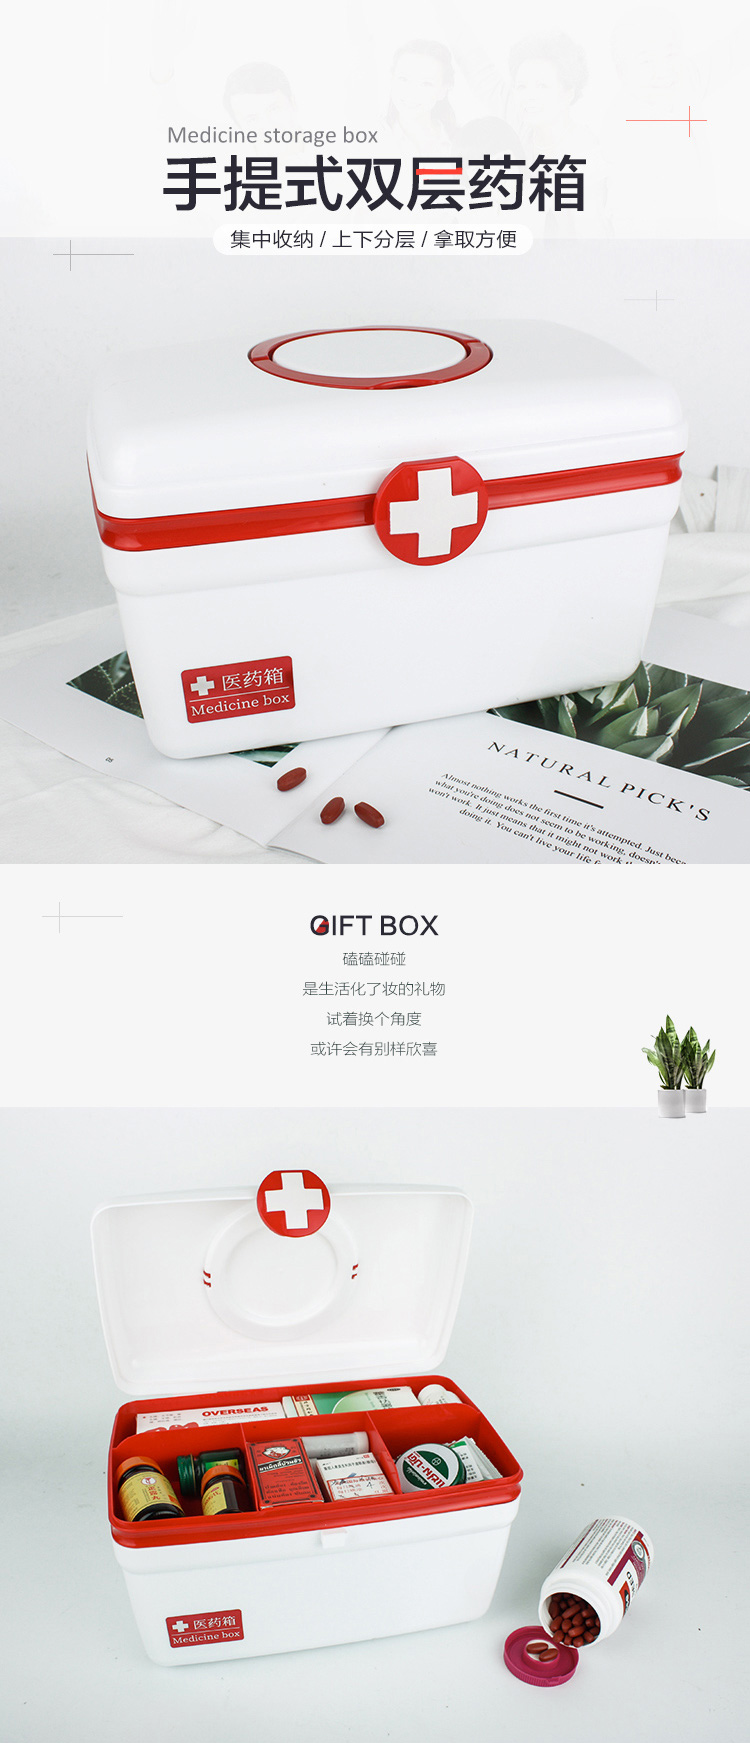 Medicine storage box
手提式双层药箱
集中收纳 / 上下分层 / 拿取方便
医药箱
Medicine box
05
NATURAL PICK'S
Almost nothing works the first time it's attempted. Just bec
what you're doing does not seem to be working, doesn'
won't work. It just means that it might not work th
doing it. You can't live your life f
GIFT BOX
磕磕碰碰
是生活化了妆的礼物
试着换个角度
或许会有别样欣喜
OVERSEAS
医药箱
Medicine box